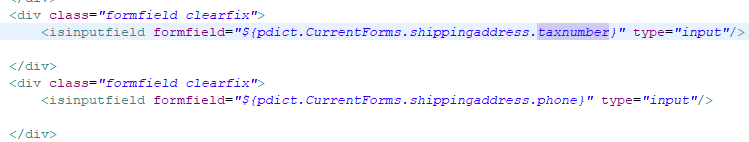 </div>
<div class="formfield clearfix">
<isinputfield formfield="${pdict.CurrentForms.shippingaddress.taxnumber}" type="input"/>
</div>
<div class="formfield clearfix">
<isinputfield formfield="${pdict.CurrentForms.shippingaddress.phone}" type="input"/>
</div>